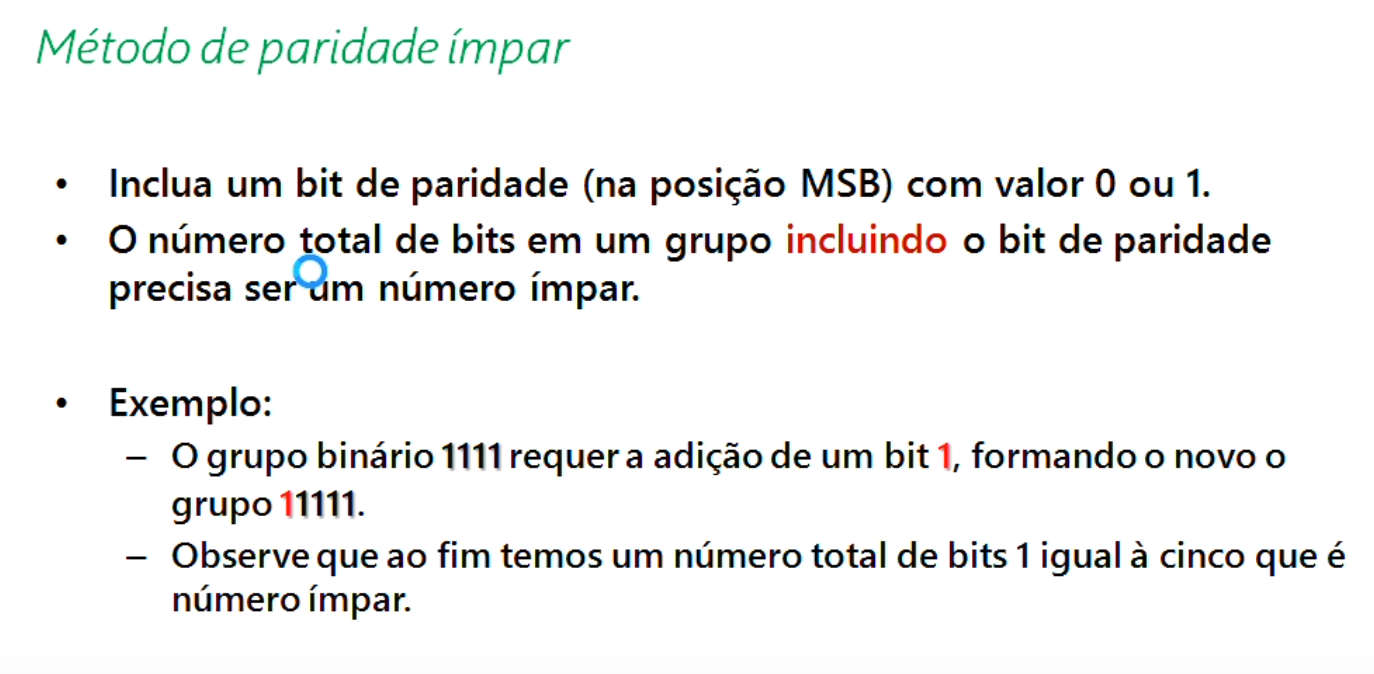 Método de paridade ímpar
• Inclua um bit de paridade (na posição MSB) com valor 0 ou 1.
• O número total de bits em um grupo incluindo o bit de paridade
precisa ser um número ímpar.
• Exemplo:
– O grupo binário 1111 requer a adição de um bit 1, formando o novo o
grupo 11111.
– Observe que ao fim temos um número total de bits 1 igual à cinco que é
número ímpar.